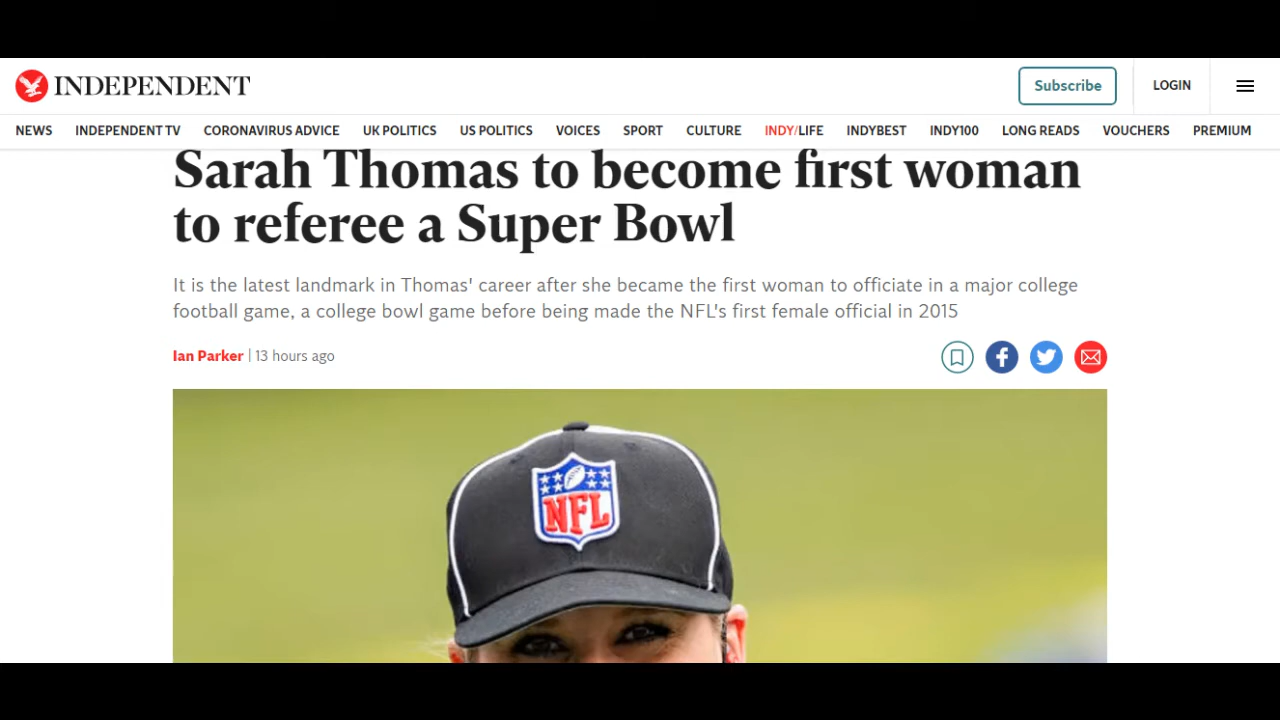 INDEPENDENT
Subscribe
LOGIN
NEWS INDEPENDENT TV CORONAVIRUS ADVICE UK POLITICS US POLITICS VOICES SPORT CULTURE INDY/LIFE INDYBEST INDY100 LONG READS VOUCHERS PREMIUM
Sarah Thomas to become first woman
to referee a Super Bowl
It is the latest landmark in Thomas' career after she became the first woman to officiate in a major college
football game, a college bowl game before being made the NFL's first female official in 2015
Ian Parker | 13 hours ago
NFL